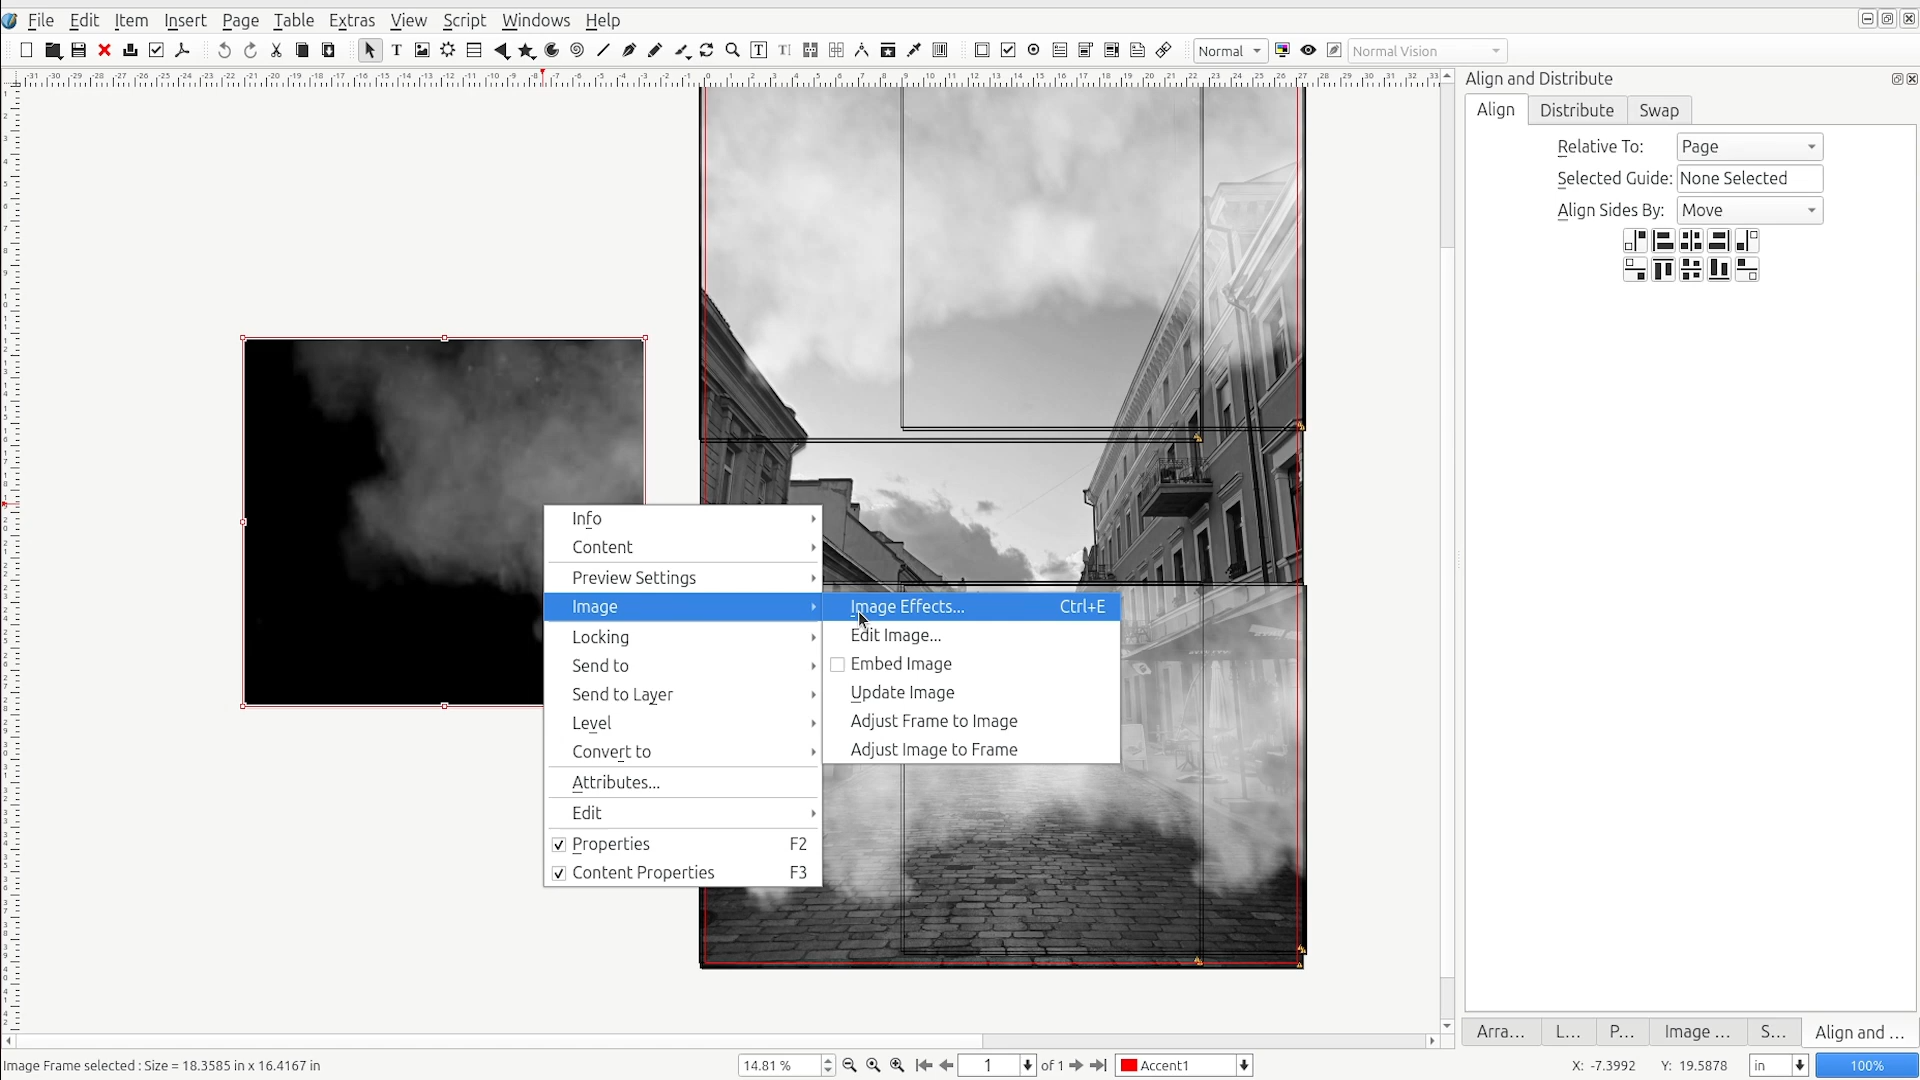 File Edit Item Insert Page Table Extras View Script Windows Help
Normal
Normal Vision
Align and Distribute
Align Distribute Swap
Relative To: Page
Selected Guide: None Selected
Align Sides By: Move
Info
Content
Preview Settings
Image
Locking
Send to
Send to Layer
Level
Convert to
Attributes...
Edit
Properties F2
Content Properties F3
Image Effects... Ctrl+E
Edit Image...
Embed Image
Update Image
Adjust Frame to Image
Adjust Image to Frame
Arra... L... P... Image ... S... Align and ...
Image Frame selected : Size = 18.3585 in x 16.4167 in
14.81 %
1 of 1
Accent1
X: -7.3992 Y: 19.5878 in 100%